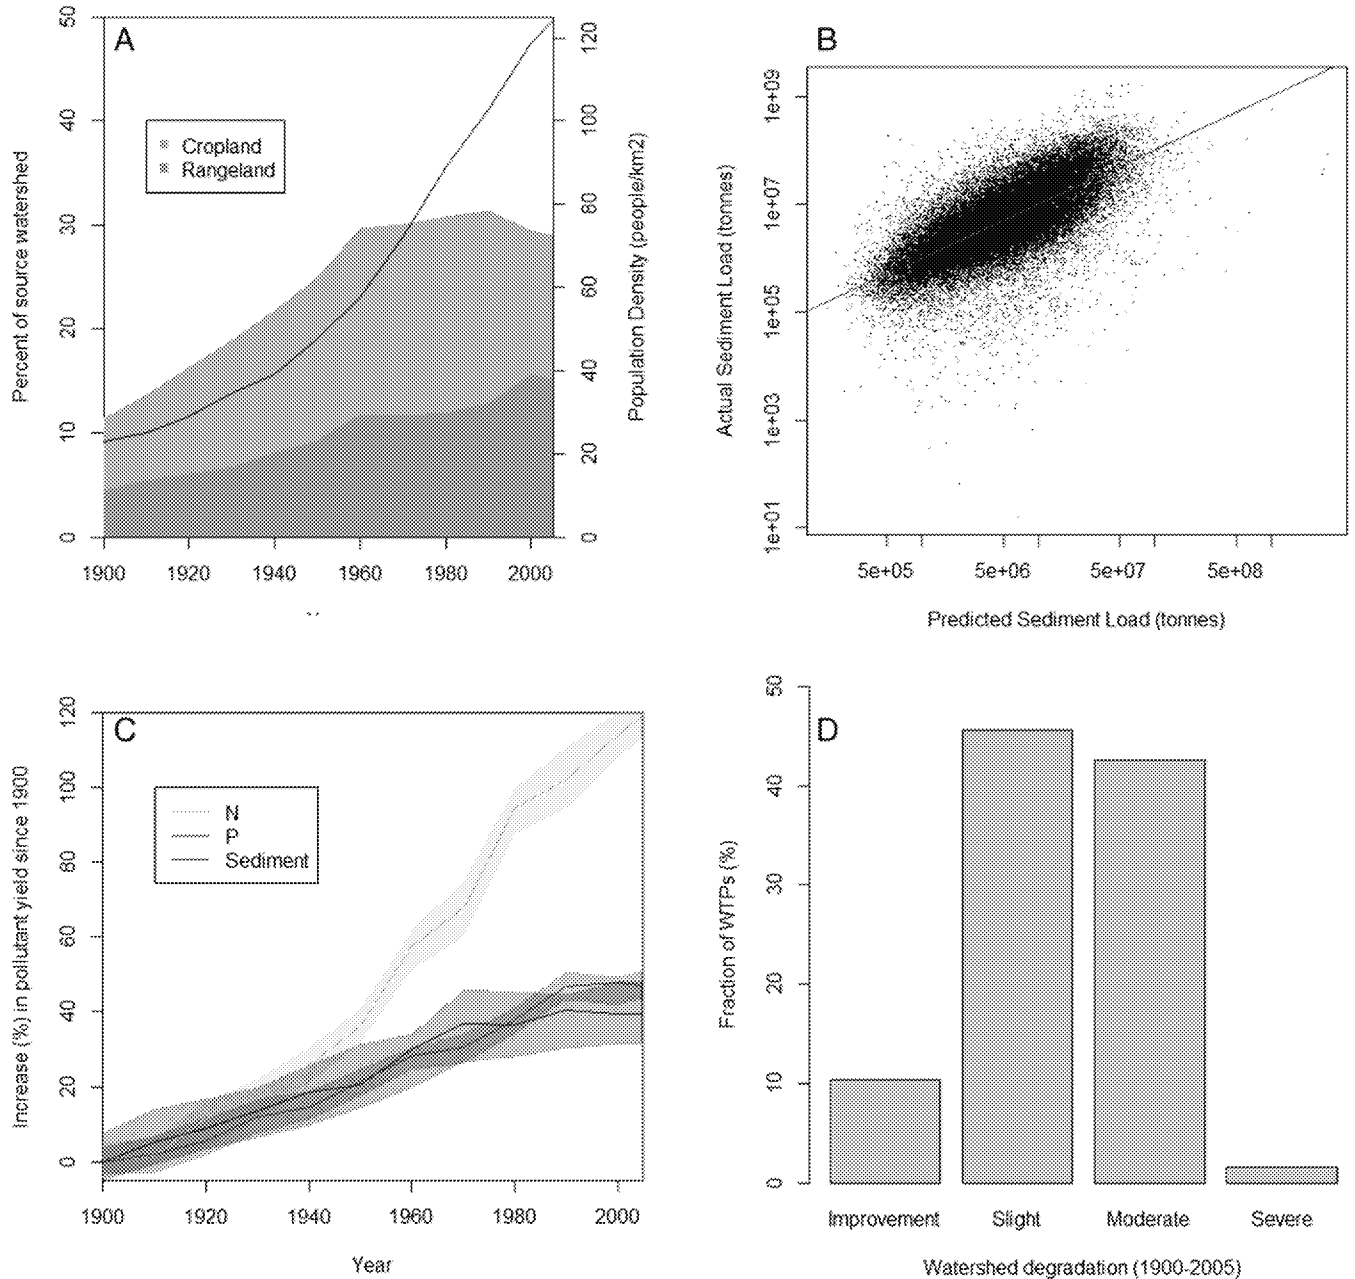 A
Percent of source watershed
0 10 20 30 40 50
Cropland
Rangeland
Population Density (people/km2)
0 20 40 60 80 100 120
1900 1920 1940 1960 1980 2000
B
Actual Sediment Load (tonnes)
1e+01 1e+03 1e+05 1e+07 1e+09
5e+05 5e+06 5e+07 5e+08
Predicted Sediment Load (tonnes)
C
Increase (%) in pollutant yield since 1900
0 20 40 60 80 100 120
N
P
Sediment
1900 1920 1940 1960 1980 2000
Year
D
Fraction of WTPs (%)
0 10 20 30 40 50
Improvement Slight Moderate Severe
Watershed degradation (1900-2005)